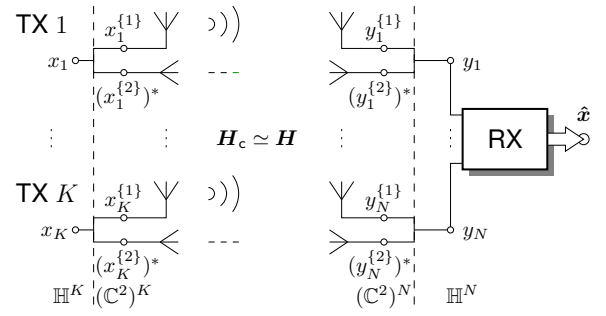 TX 1
x_1
x_1^{1}
(x_1^{2})^*
y_1^{1}
(y_1^{2})^*
y_1
⋮ ⋮ H_c ≃ H ⋮ ⋮ ⋮
RX
x̂
TX K
x_K
x_K^{1}
(x_K^{2})^*
y_N^{1}
(y_N^{2})^*
y_N
ℍ^K (ℂ^2)^K (ℂ^2)^N ℍ^N